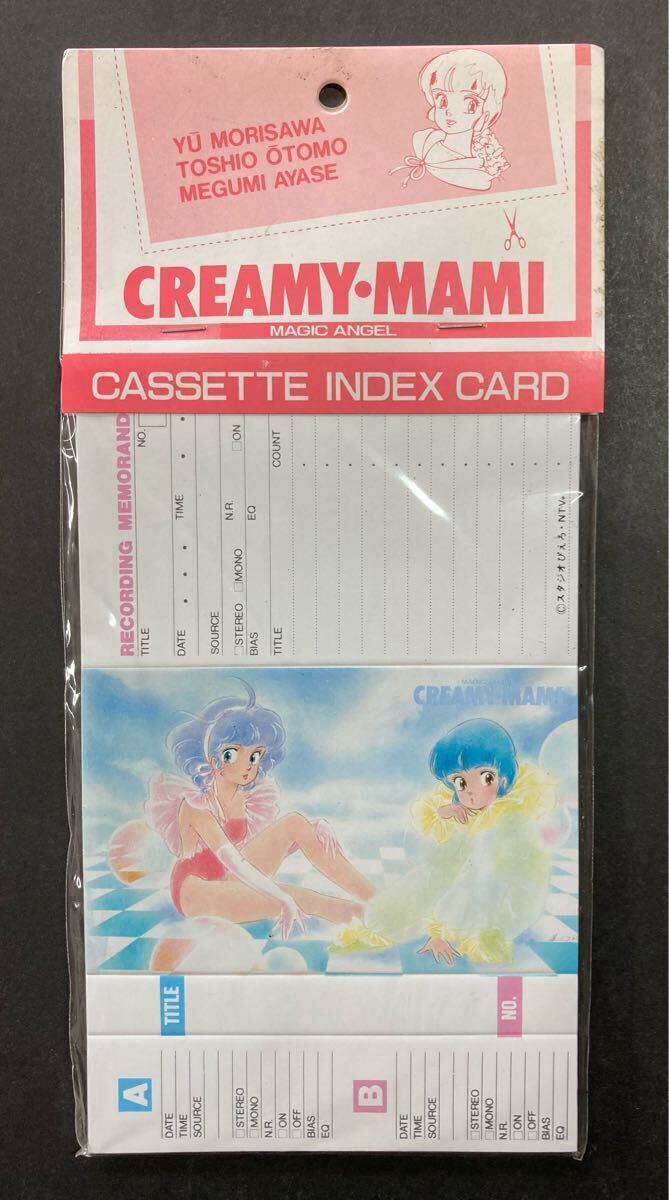 YŪ MORISAWA
TOSHIO ŌTOMO
MEGUMI AYASE
CREAMY•MAMI
MAGIC ANGEL
CASSETTE INDEX CARD
RECORDING MEMORAND
NO.
TITLE
DATE
TIME
SOURCE
□STEREO □MONO
N.R.
□ON
BIAS
EQ
TITLE
COUNT
©スタジオぴえろ・NTV
CREAMY•MAMI
TITLE
NO.
A
DATE
TIME
SOURCE
□STEREO
□MONO
N.R.
□ON
□OFF
BIAS
EQ
B
DATE
TIME
SOURCE
□STEREO
□MONO
N.R.
□ON
□OFF
BIAS
EQ